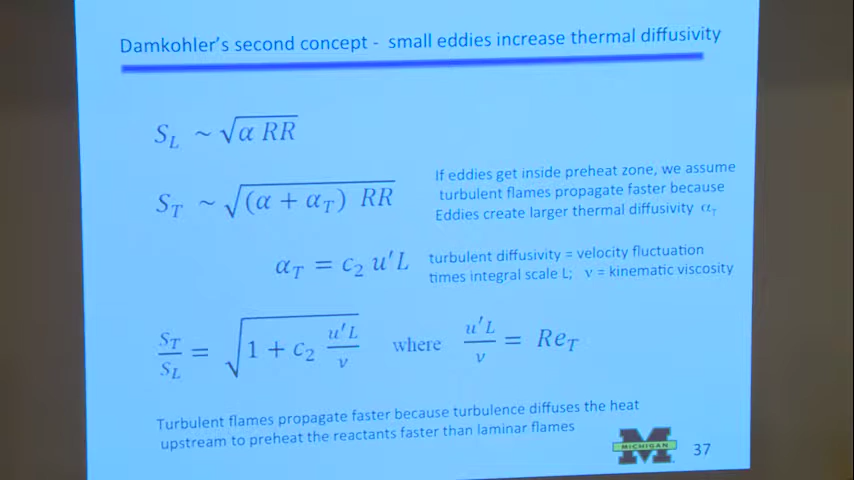 Damkohler's second concept - small eddies increase thermal diffusivity
S_L ~ √(α RR)
S_T ~ √((α + α_T) RR)
If eddies get inside preheat zone, we assume
turbulent flames propagate faster because
Eddies create larger thermal diffusivity α_T
α_T = c_2 u'L
turbulent diffusivity = velocity fluctuation
times integral scale L; ν = kinematic viscosity
S_T/S_L = √(1 + c_2 u'L/ν) where u'L/ν = Re_T
Turbulent flames propagate faster because turbulence diffuses the heat
upstream to preheat the reactants faster than laminar flames
M
MICHIGAN
37